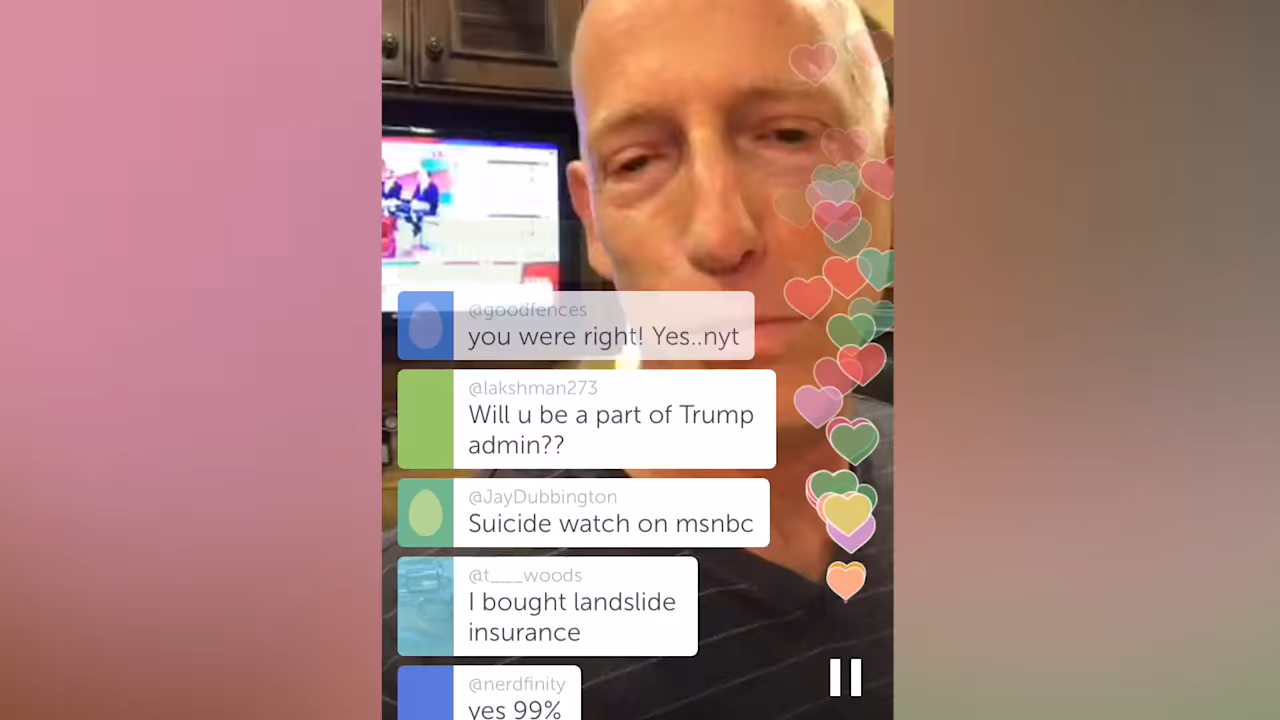 @goodfences
you were right! Yes..nyt
@lakshman273
Will u be a part of Trump
admin??
@JayDubbington
Suicide watch on msnbc
@t___woods
I bought landslide
insurance
@nerdfinity
yes 99%